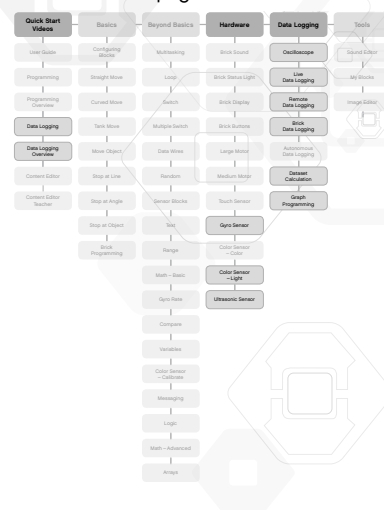 Quick Start
Videos
Basics
Beyond Basics
Hardware
Data Logging
Tools
User Guide
Programming
Programming
Overview
Data Logging
Data Logging
Overview
Content Editor
Content Editor
Teacher
Configuring
Blocks
Straight Move
Curved Move
Tank Move
Move Object
Stop at Line
Stop at Angle
Stop at Object
Brick
Programming
Multitasking
Loop
Switch
Multiple Switch
Data Wires
Random
Sensor Blocks
Text
Range
Math – Basic
Gyro Rate
Compare
Variables
Color Sensor
– Calibrate
Messaging
Logic
Math – Advanced
Arrays
Brick Sound
Brick Status Light
Brick Display
Brick Buttons
Large Motor
Medium Motor
Touch Sensor
Gyro Sensor
Color Sensor
– Color
Color Sensor
– Light
Ultrasonic Sensor
Oscilloscope
Live
Data Logging
Remote
Data Logging
Brick
Data Logging
Autonomous
Data Logging
Dataset
Calculation
Graph
Programming
Sound Editor
My Blocks
Image Editor